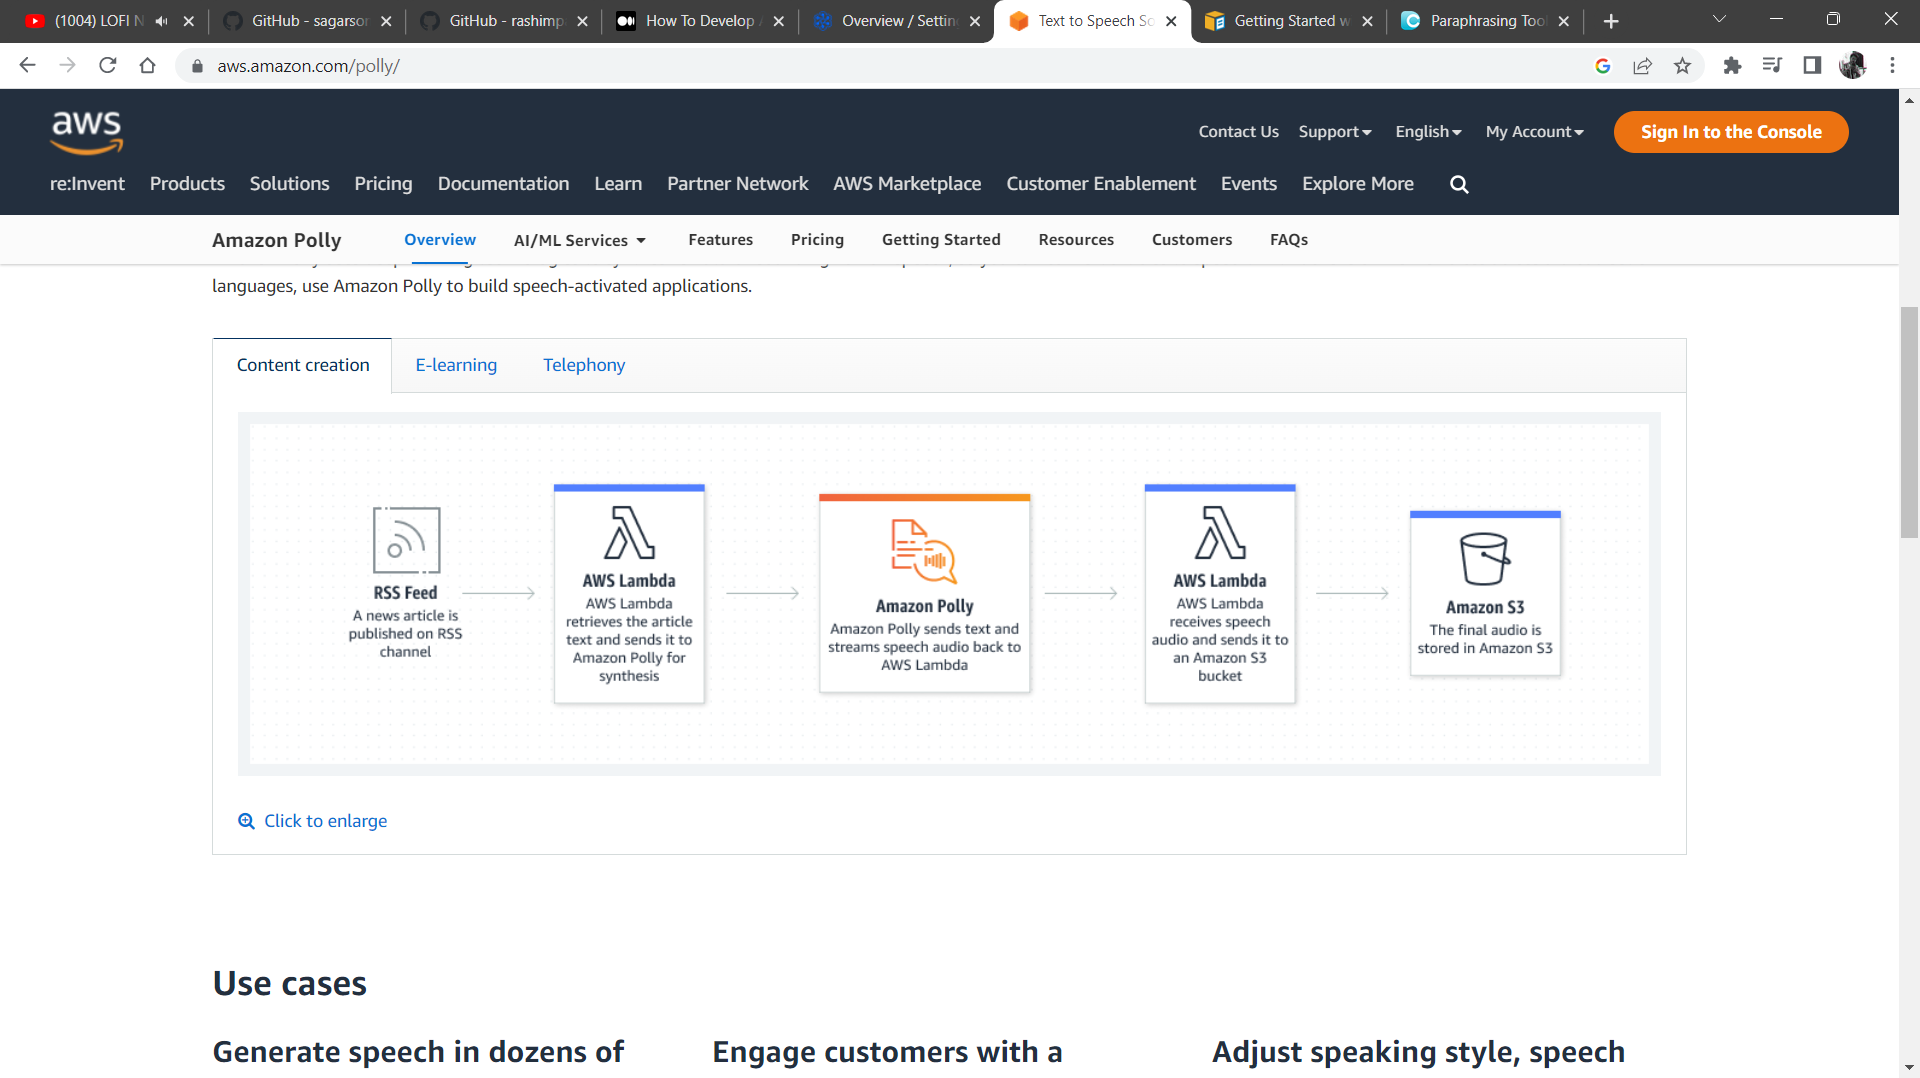 (1004) LOFI N
GitHub - sagarsor
GitHub - rashimp
How To Develop
Overview / Settin
Text to Speech So
Getting Started w
Paraphrasing Too
aws.amazon.com/polly/
aws
Contact Us
Support
English
My Account
Sign In to the Console
re:Invent
Products
Solutions
Pricing
Documentation
Learn
Partner Network
AWS Marketplace
Customer Enablement
Events
Explore More
Amazon Polly
Overview
AI/ML Services
Features
Pricing
Getting Started
Resources
Customers
FAQs
languages, use Amazon Polly to build speech-activated applications.
Content creation
E-learning
Telephony
RSS Feed
A news article is
published on RSS
channel
AWS Lambda
AWS Lambda
retrieves the article
text and sends it to
Amazon Polly for
synthesis
Amazon Polly
Amazon Polly sends text and
streams speech audio back to
AWS Lambda
AWS Lambda
AWS Lambda
receives speech
audio and sends it to
an Amazon S3
bucket
Amazon S3
The final audio is
stored in Amazon S3
Click to enlarge
Use cases
Generate speech in dozens of
Engage customers with a
Adjust speaking style, speech